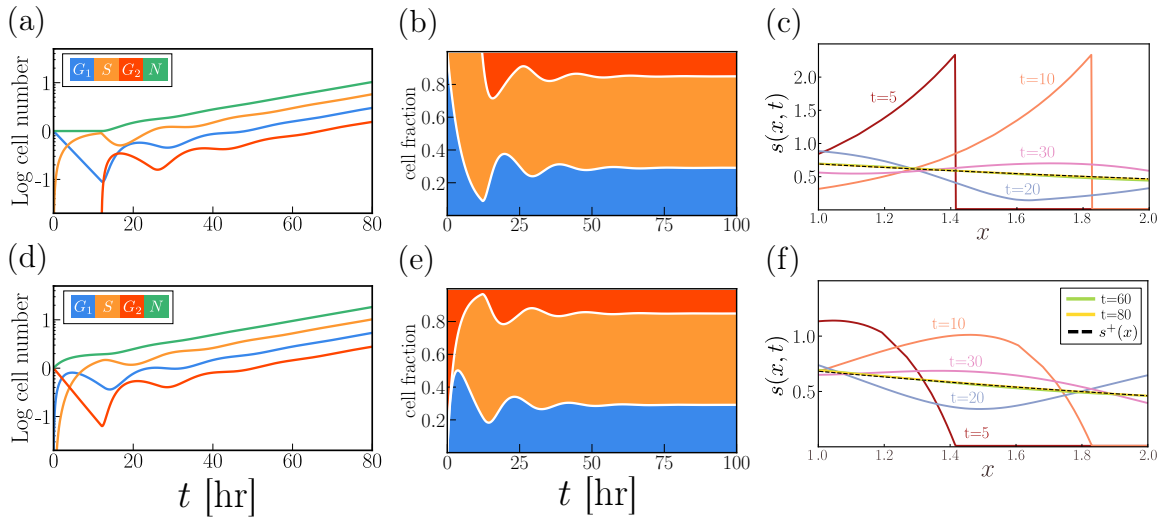 (a)
Log cell number
1
0
-1
G₁ S G₂ N
0 20 40 60 80
(b)
cell fraction
0.8
0.6
0.4
0.2
0 25 50 75 100
(c)
s(x, t)
2.0
1.5
1.0
0.5
t=5
t=10
t=30
t=20
1.0 1.2 1.4 1.6 1.8 2.0
x
(d)
Log cell number
1
0
-1
G₁ S G₂ N
0 20 40 60 80
t [hr]
(e)
cell fraction
0.8
0.6
0.4
0.2
0 25 50 75 100
t [hr]
(f)
s(x, t)
1.0
0.5
t=10
t=30
t=20
t=5
t=60
t=80
s⁺(x)
1.0 1.2 1.4 1.6 1.8 2.0
x